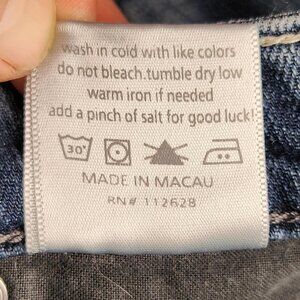 wash in cold with like colors
do not bleach.tumble dry low
warm iron if needed
add a pinch of salt for good luck!
30°
MADE IN MACAU
RN# 112628